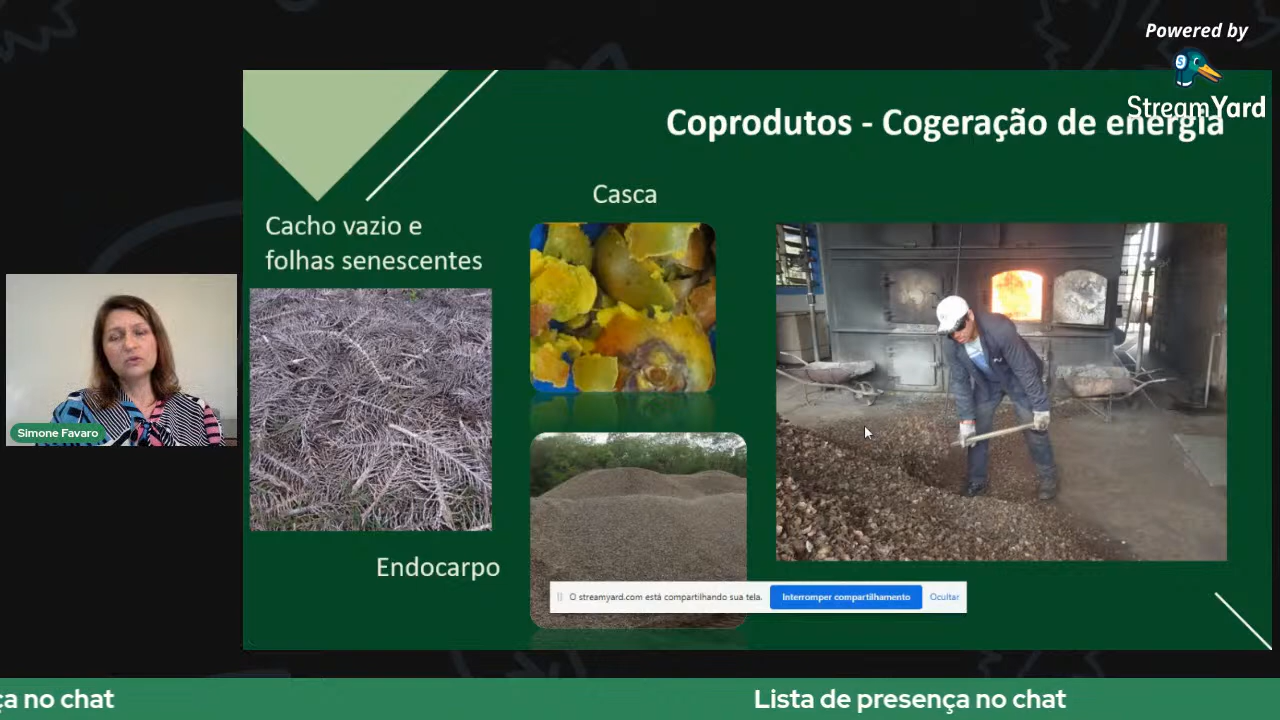 Powered by
StreamYard
Coprodutos - Cogeração de energia
Casca
Cacho vazio e
folhas senescentes
Simone Favaro
Endocarpo
O streamyard.com está compartilhando sua tela. Interromper compartilhamento Ocultar
ça no chat Lista de presença no chat